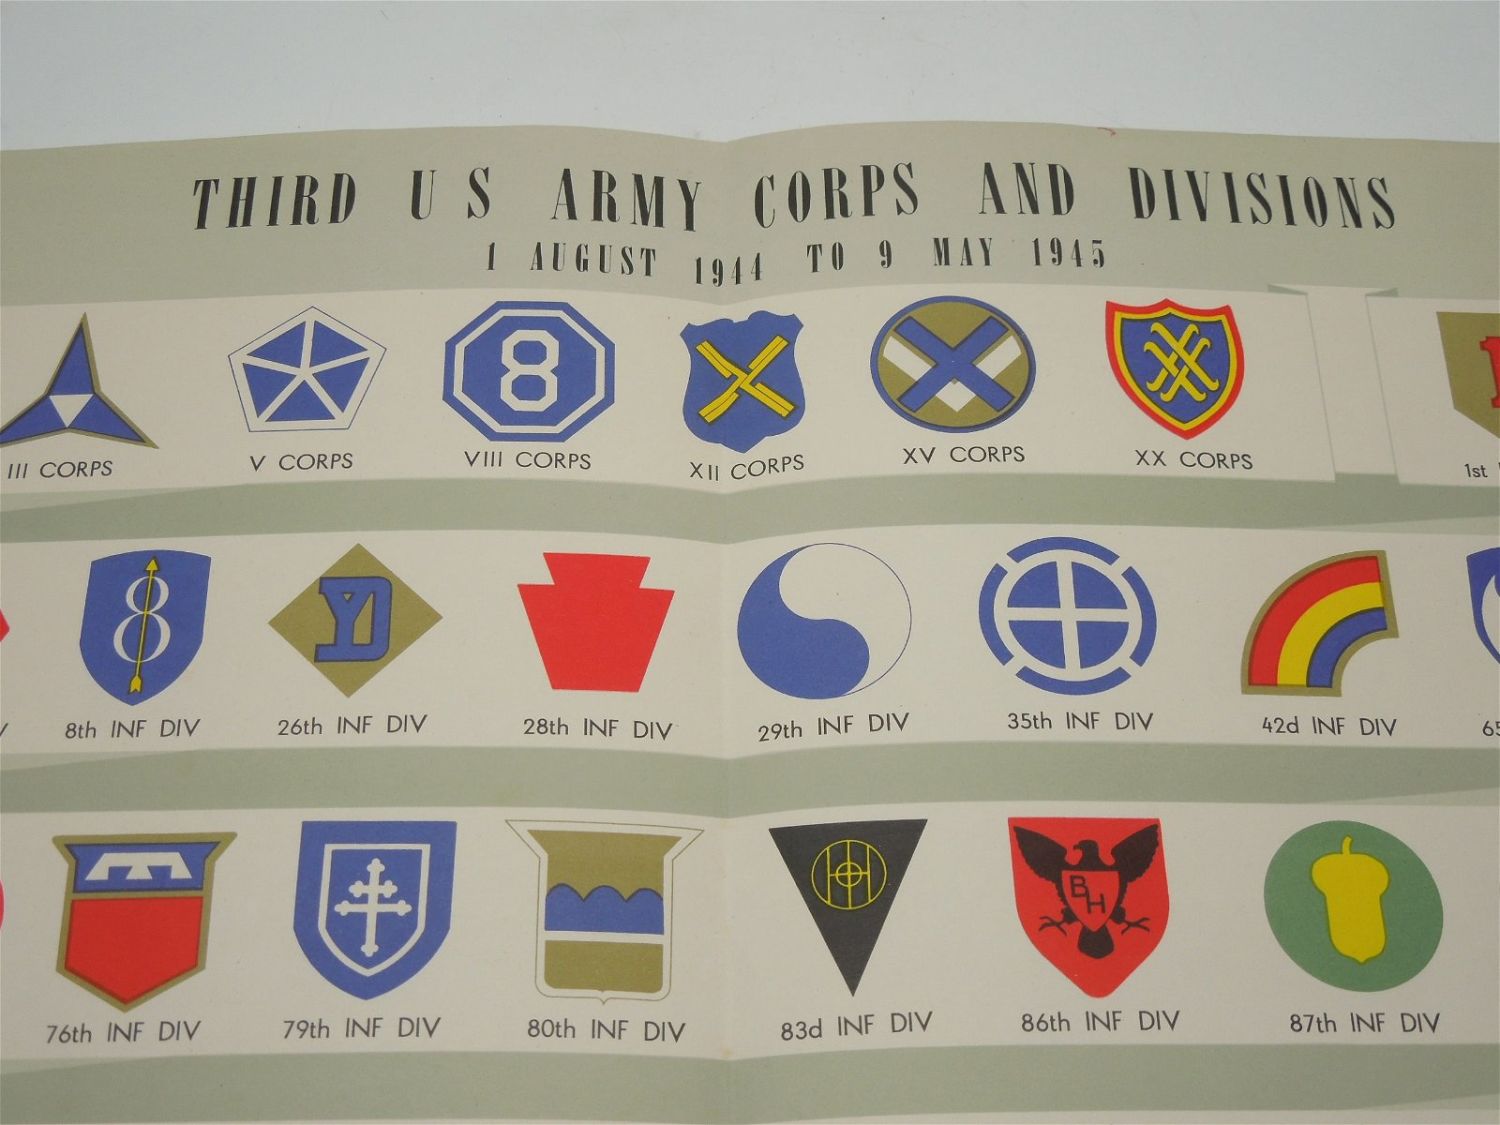 THIRD US ARMY CORPS AND DIVISIONS
1 AUGUST 1944 TO 9 MAY 1945
8
III CORPS V CORPS VIII CORPS XII CORPS XV CORPS XX CORPS 1st
8 YD
8th INF DIV 26th INF DIV 28th INF DIV 29th INF DIV 35th INF DIV 42d INF DIV 65
BH
76th INF DIV 79th INF DIV 80th INF DIV 83d INF DIV 86th INF DIV 87th INF DIV